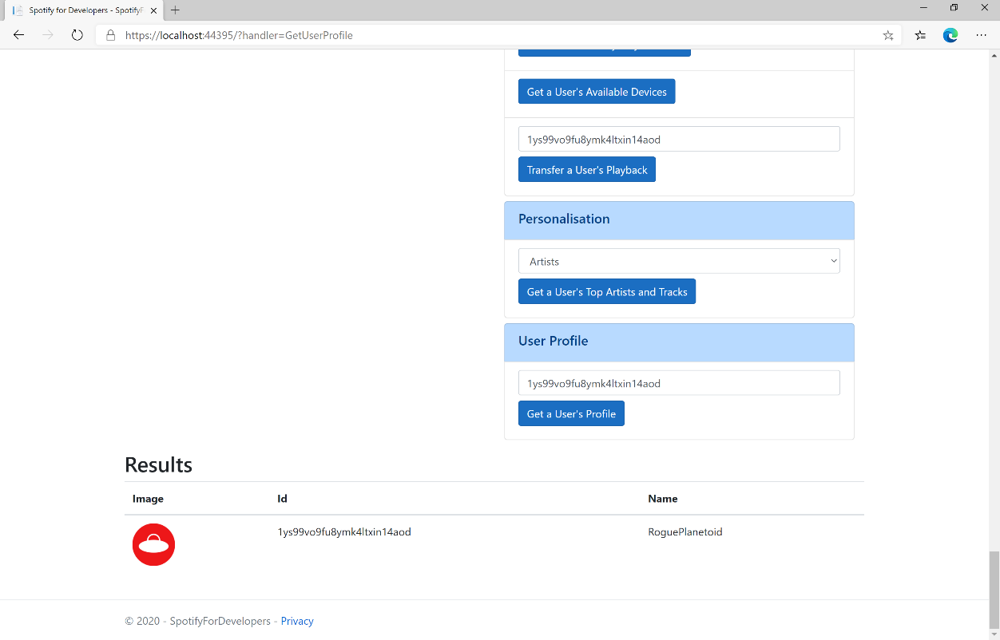 Spotify for Developers - SpotifyF
https://localhost:44395/?handler=GetUserProfile
Get a User's Available Devices
1ys99vo9fu8ymk4ltxin14aod
Transfer a User's Playback
Personalisation
Artists
Get a User's Top Artists and Tracks
User Profile
1ys99vo9fu8ymk4ltxin14aod
Get a User's Profile
Results
Image Id Name
1ys99vo9fu8ymk4ltxin14aod RoguePlanetoid
© 2020 - SpotifyForDevelopers - Privacy